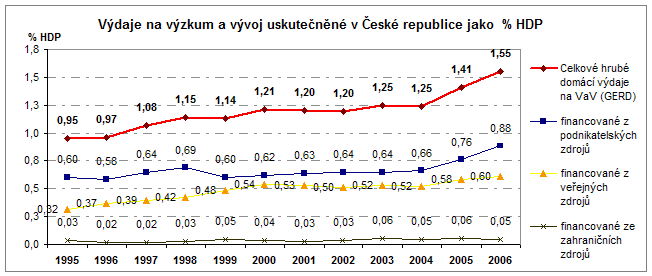 Výdaje na výzkum a vývoj uskutečněné v České republice jako % HDP
% HDP
1,8
1,5
1,3
1,0
0,8
0,5
0,3
0,0
0,95 0,97 1,08 1,15 1,14 1,21 1,20 1,20 1,25 1,25 1,41 1,55
0,60 0,58 0,64 0,69 0,60 0,62 0,63 0,64 0,64 0,66 0,76 0,88
0,32 0,37 0,39 0,42 0,48 0,54 0,53 0,50 0,52 0,52 0,58 0,60
0,03 0,02 0,02 0,03 0,05 0,04 0,03 0,03 0,06 0,05 0,06 0,05
1995 1996 1997 1998 1999 2000 2001 2002 2003 2004 2005 2006
Celkové hrubé
domácí výdaje
na VaV (GERD)
financované z
podnikatelských
zdrojů
financované z
veřejných
zdrojů
financované ze
zahraničních
zdrojů